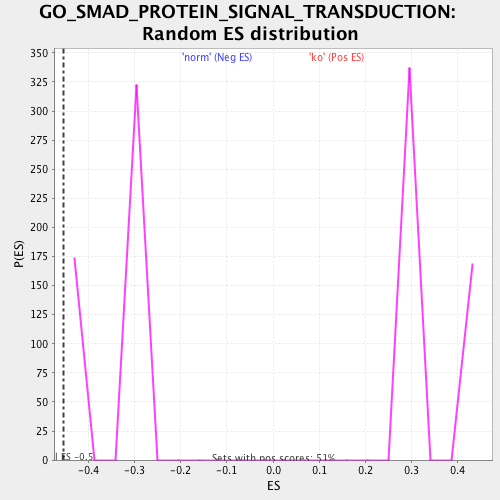 GO_SMAD_PROTEIN_SIGNAL_TRANSDUCTION:
Random ES distribution
'norm' (Neg ES) 'ko' (Pos ES)
350
325
300
275
250
225
200
175
150
125
100
75
50
25
0
P(ES)
ES -0.5
Sets with pos scores: 51%
-0.4 -0.3 -0.2 -0.1 0.0 0.1 0.2 0.3 0.4
ES